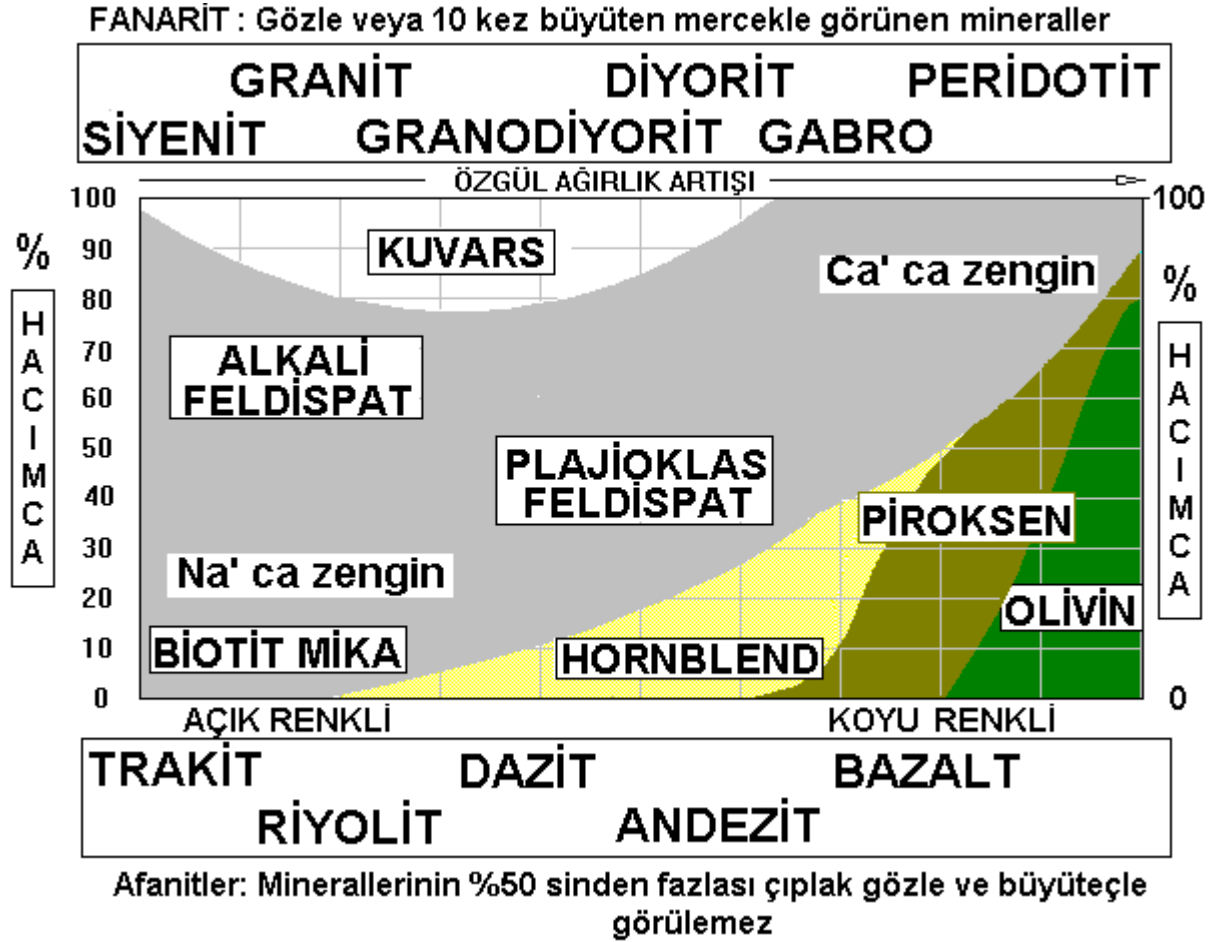 FANARİT : Gözle veya 10 kez büyüten mercekle görünen mineraller
GRANİT DİYORİT PERİDOTİT
SİYENİT GRANODİYORİT GABRO
ÖZGÜL AĞIRLIK ARTIŞI
100 100
% 90 KUVARS Ca' ca zengin %
80
HACIMCA
HACIMCA
70 ALKALİ
60 FELDİSPAT
50 PLAJİOKLAS
40 FELDİSPAT PİROKSEN
30 Na' ca zengin
20 OLİVİN
10 BİOTİT MİKA HORNBLEND
0 0
AÇIK RENKLİ KOYU RENKLİ
TRAKİT DAZİT BAZALT
RİYOLİT ANDEZİT
Afanitler: Minerallerinin %50 sinden fazlası çıplak gözle ve büyüteçle
görülemez